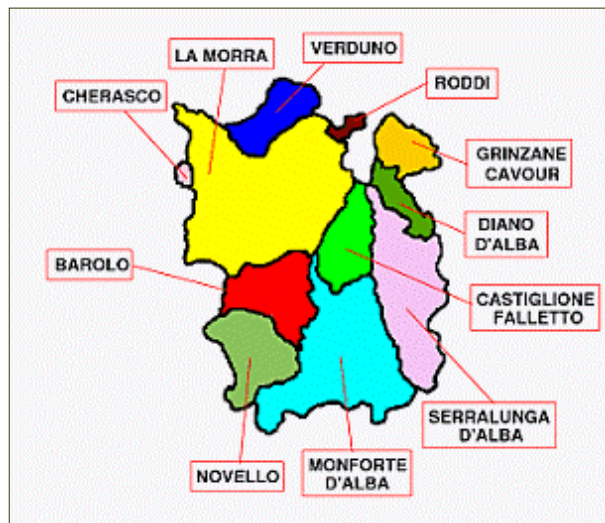 VERDUNO
LA MORRA
RODDI
CHERASCO
GRINZANE
CAVOUR
DIANO
D'ALBA
BAROLO
CASTIGLIONE
FALLETTO
SERRALUNGA
D'ALBA
NOVELLO
MONFORTE
D'ALBA